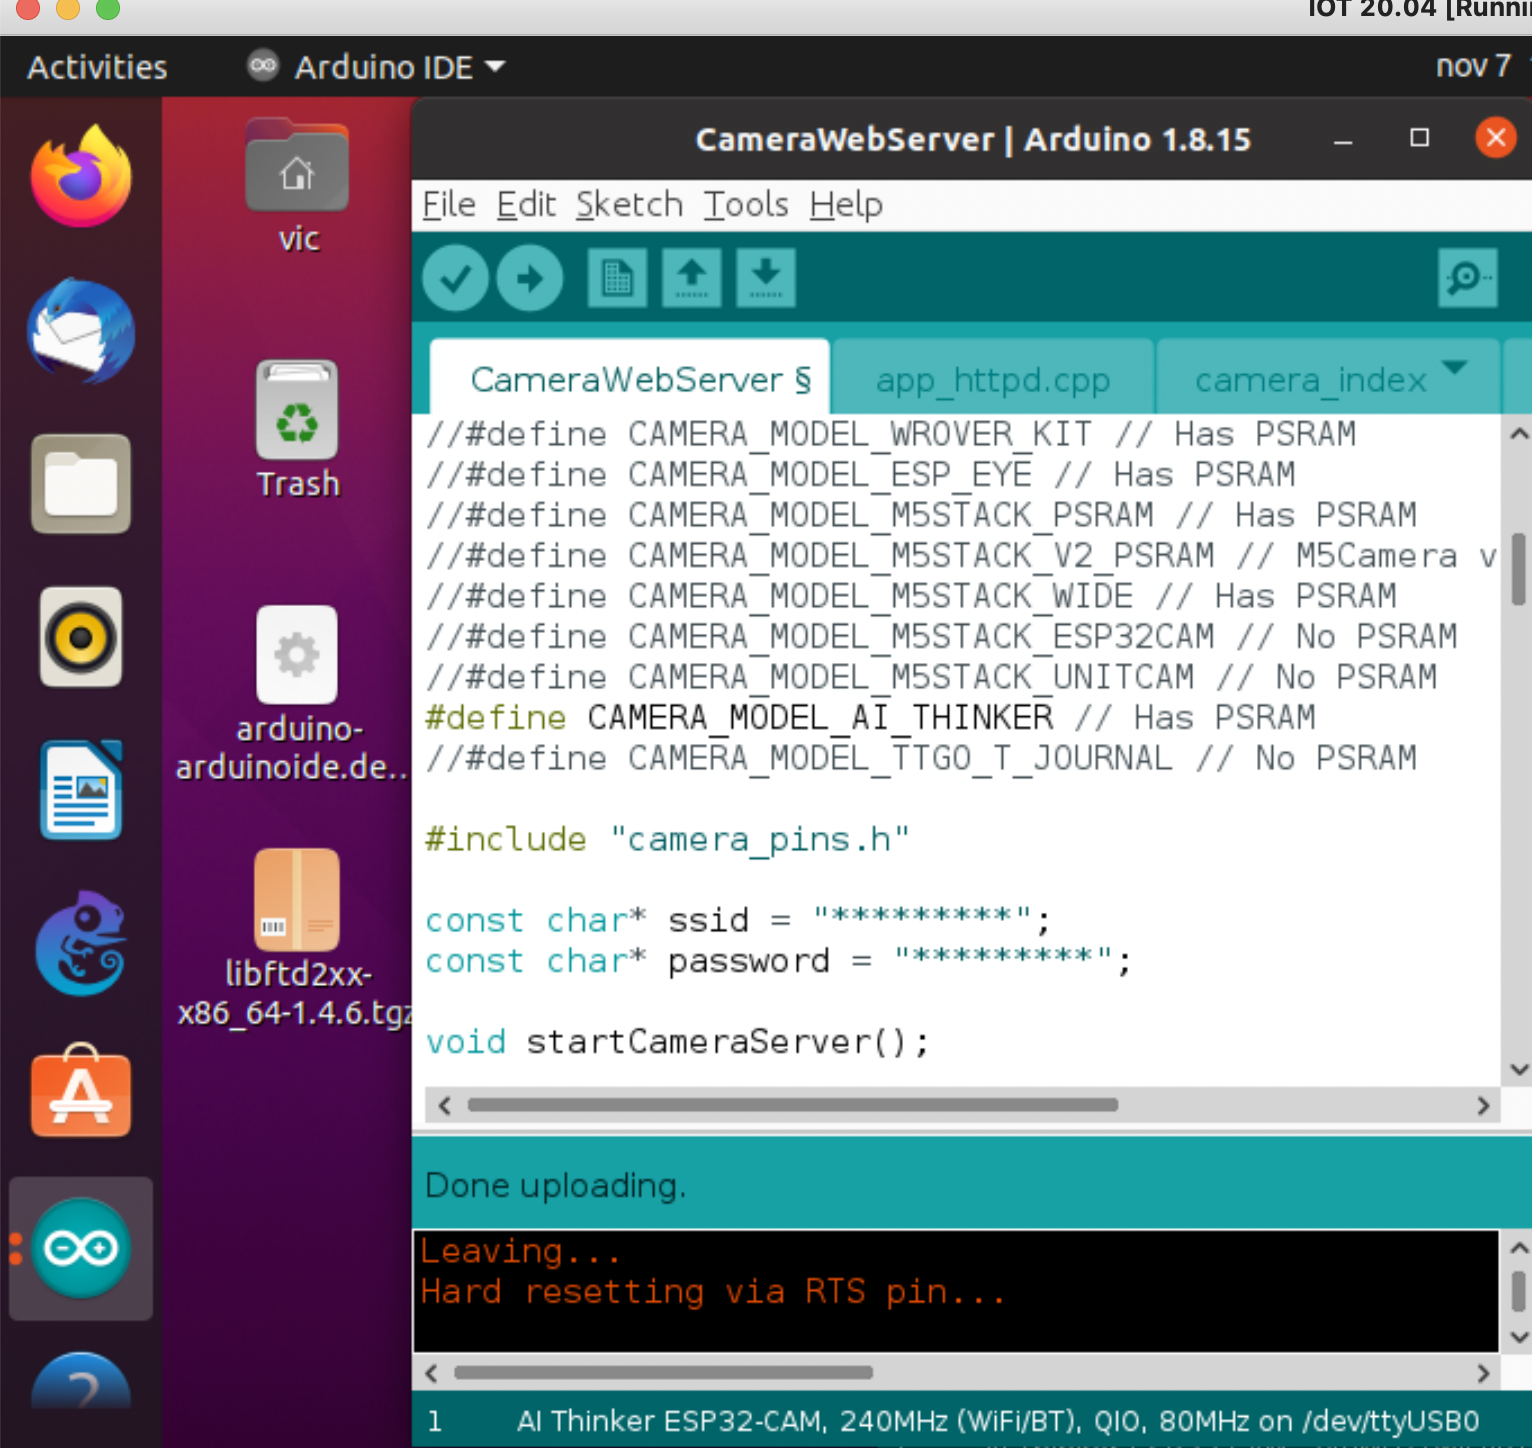 IOT 20.04 [Runni
Activities
Arduino IDE
nov 7
CameraWebServer | Arduino 1.8.15
File Edit Sketch Tools Help
CameraWebServer §
app_httpd.cpp
camera_index
//#define CAMERA_MODEL_WROVER_KIT // Has PSRAM
//#define CAMERA_MODEL_ESP_EYE // Has PSRAM
//#define CAMERA_MODEL_M5STACK_PSRAM // Has PSRAM
//#define CAMERA_MODEL_M5STACK_V2_PSRAM // M5Camera v
//#define CAMERA_MODEL_M5STACK_WIDE // Has PSRAM
//#define CAMERA_MODEL_M5STACK_ESP32CAM // No PSRAM
//#define CAMERA_MODEL_M5STACK_UNITCAM // No PSRAM
#define CAMERA_MODEL_AI_THINKER // Has PSRAM
//#define CAMERA_MODEL_TTGO_T_JOURNAL // No PSRAM
#include "camera_pins.h"
const char* ssid = "*********";
const char* password = "*********";
void startCameraServer();
Done uploading.
Leaving...
Hard resetting via RTS pin...
1
AI Thinker ESP32-CAM, 240MHz (WiFi/BT), QIO, 80MHz on /dev/ttyUSB0
vic
Trash
arduino-
arduinoide.de...
libftd2xx-
x86_64-1.4.6.tgz